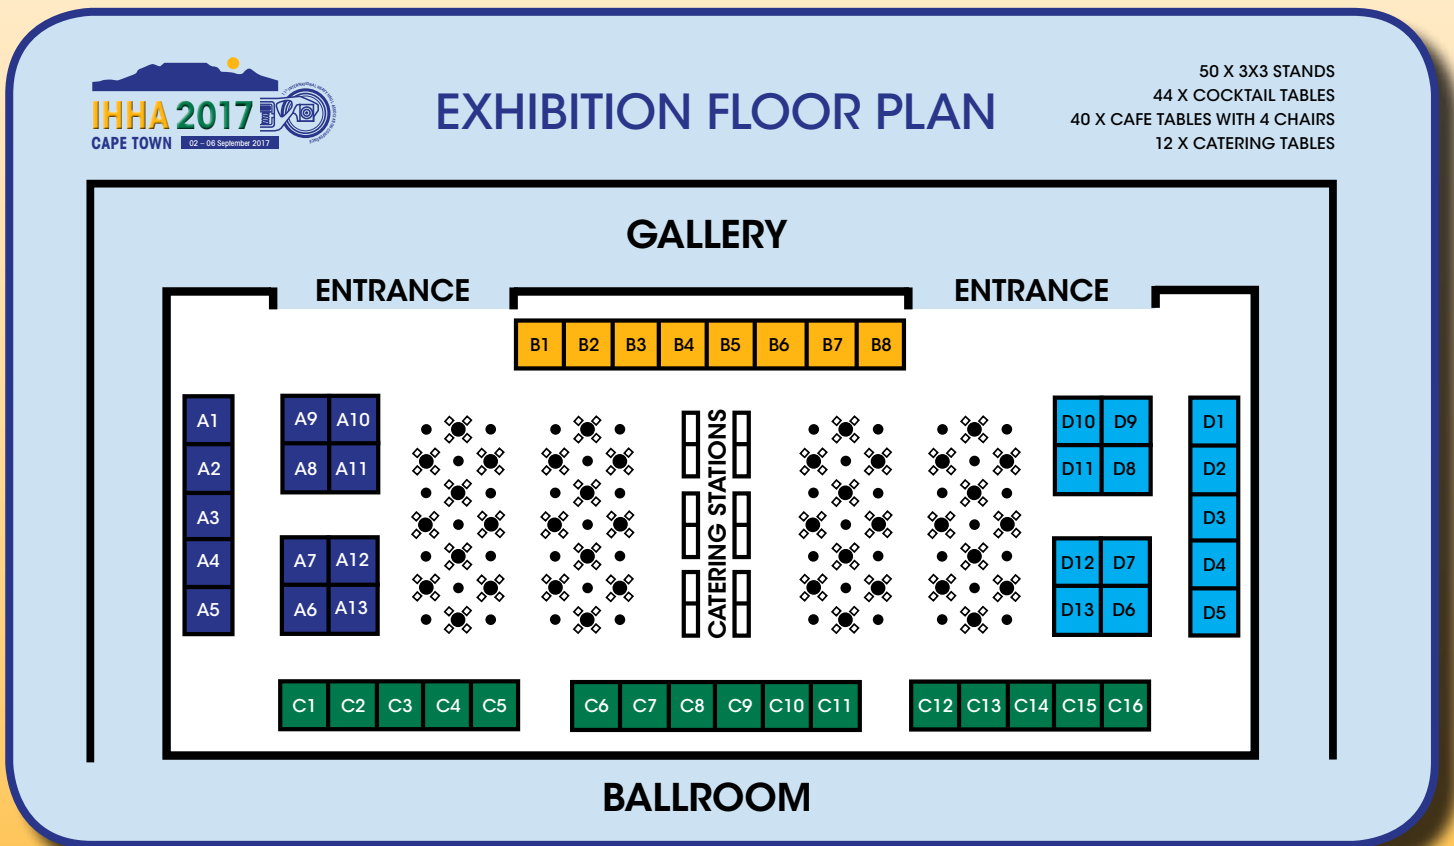 IHHA 2017
CAPE TOWN
02 – 06 September 2017
EXHIBITION FLOOR PLAN
50 X 3X3 STANDS
44 X COCKTAIL TABLES
40 X CAFE TABLES WITH 4 CHAIRS
12 X CATERING TABLES
GALLERY
ENTRANCE
ENTRANCE
B1 B2 B3 B4 B5 B6 B7 B8
A1
A2
A3
A4
A5
A9 A10
A8 A11
A7 A12
A6 A13
CATERING STATIONS
D10 D9
D11 D8
D12 D7
D13 D6
D1
D2
D3
D4
D5
C1 C2 C3 C4 C5
C6 C7 C8 C9 C10 C11
C12 C13 C14 C15 C16
BALLROOM